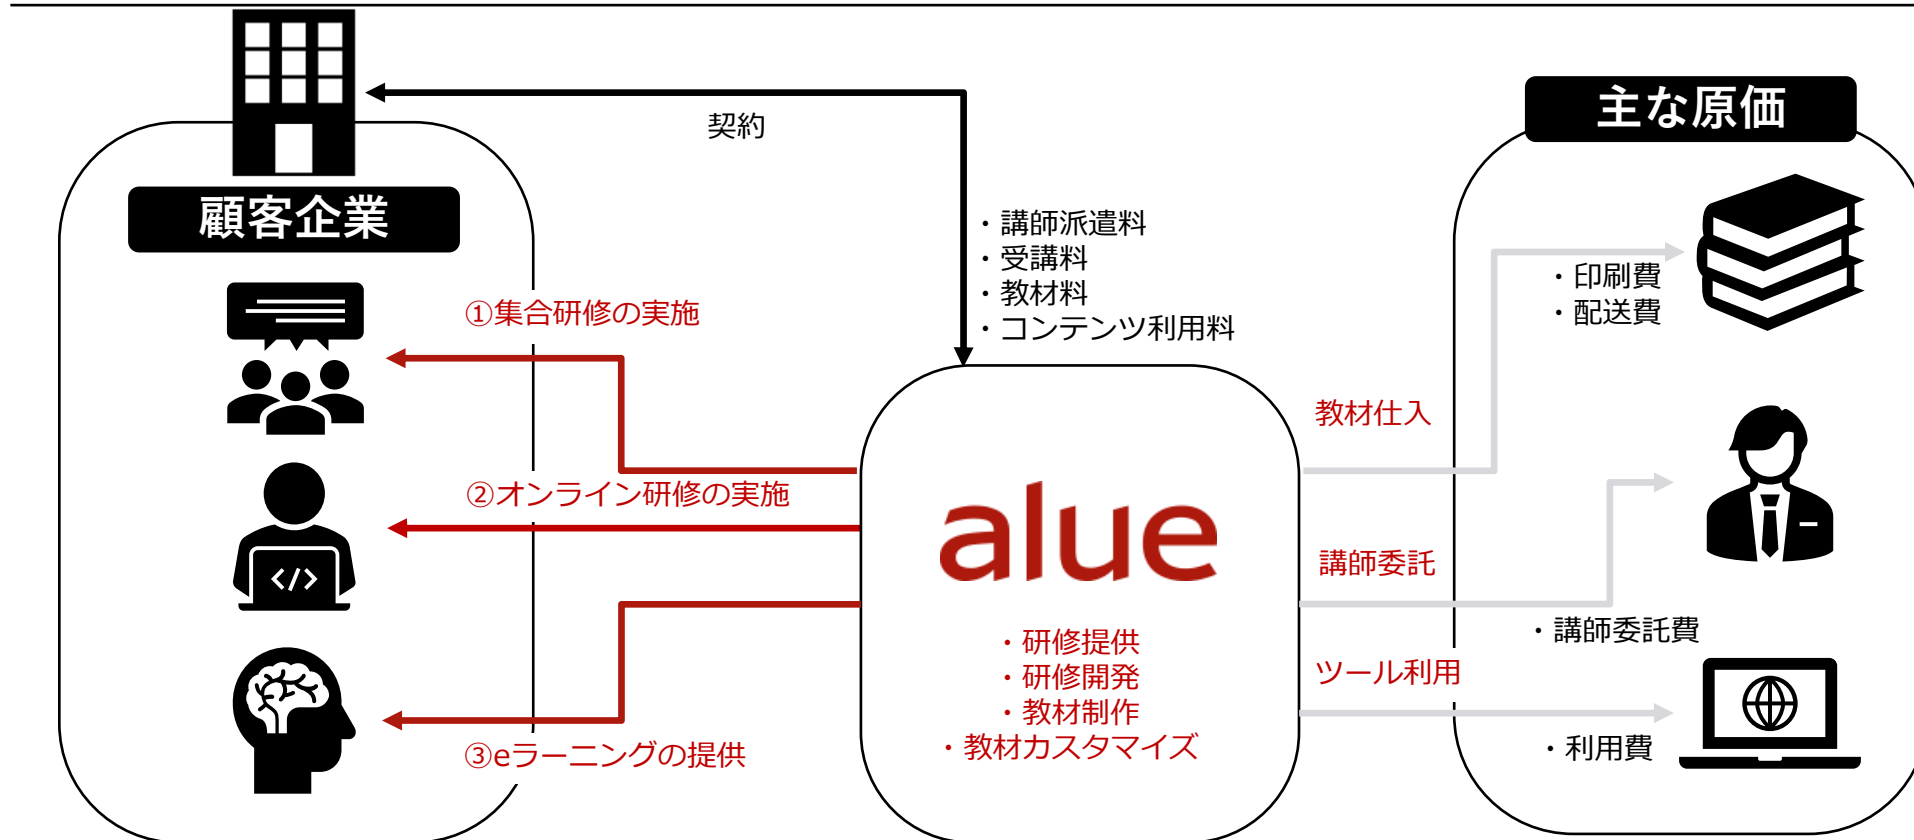 顧客企業
契約
・講師派遣料
・受講料
・教材料
・コンテンツ利用料
①集合研修の実施
②オンライン研修の実施
③eラーニングの提供
alue
・研修提供
・研修開発
・教材制作
・教材カスタマイズ
教材仕入
講師委託
ツール利用
主な原価
・印刷費
・配送費
・講師委託費
・利用費